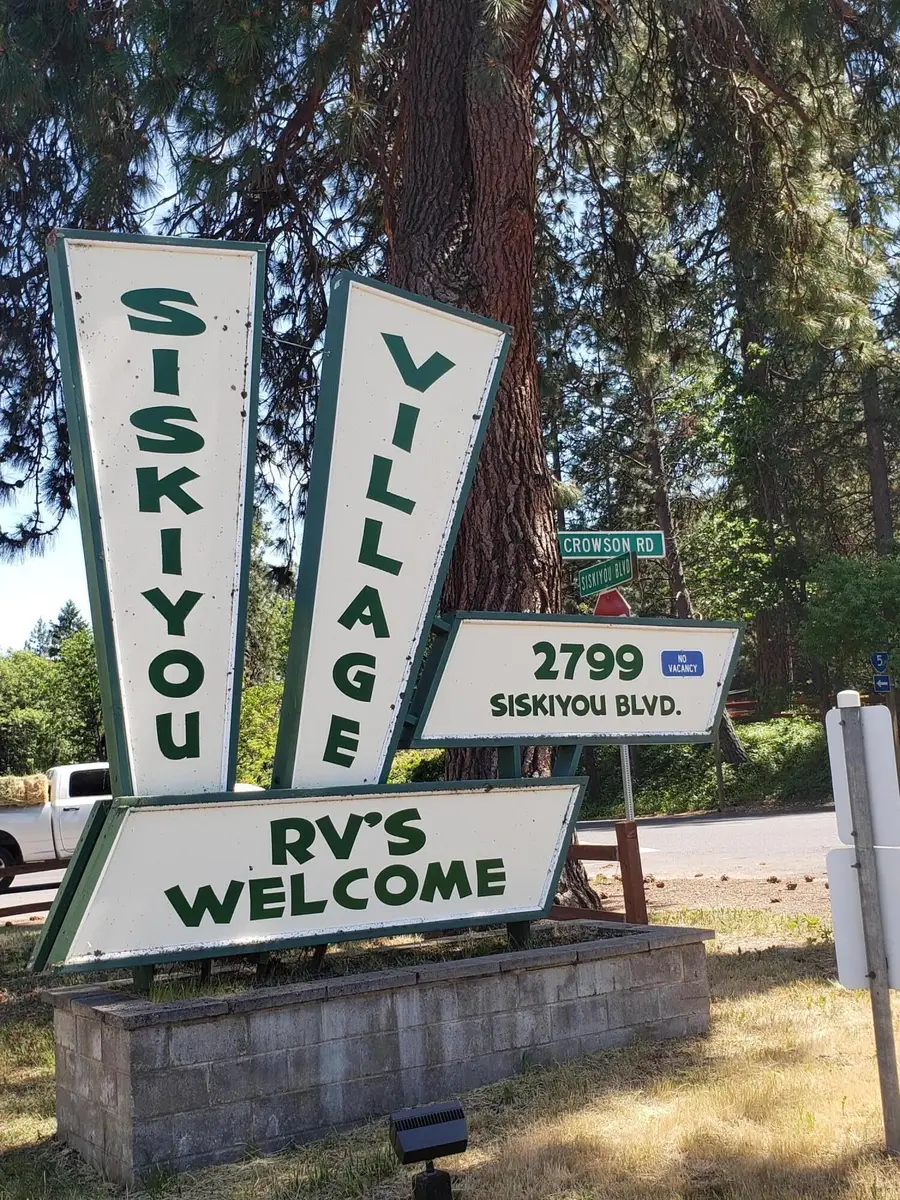 SISKIYOU
VILLAGE
CROWSON RD
SISKIYOU BLVD
2799
NO
VACANCY
SISKIYOU BLVD.
RV'S
WELCOME
5